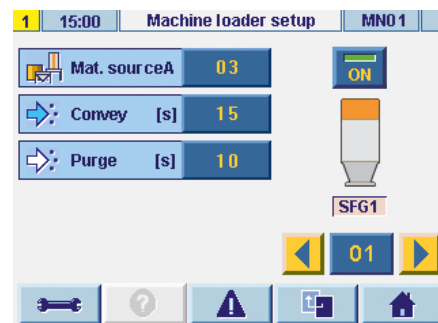 1 15:00 Machine loader setup MN01
Mat. sourceA 03
ON
Convey [s] 15
Purge [s] 10
SFG1
01
?